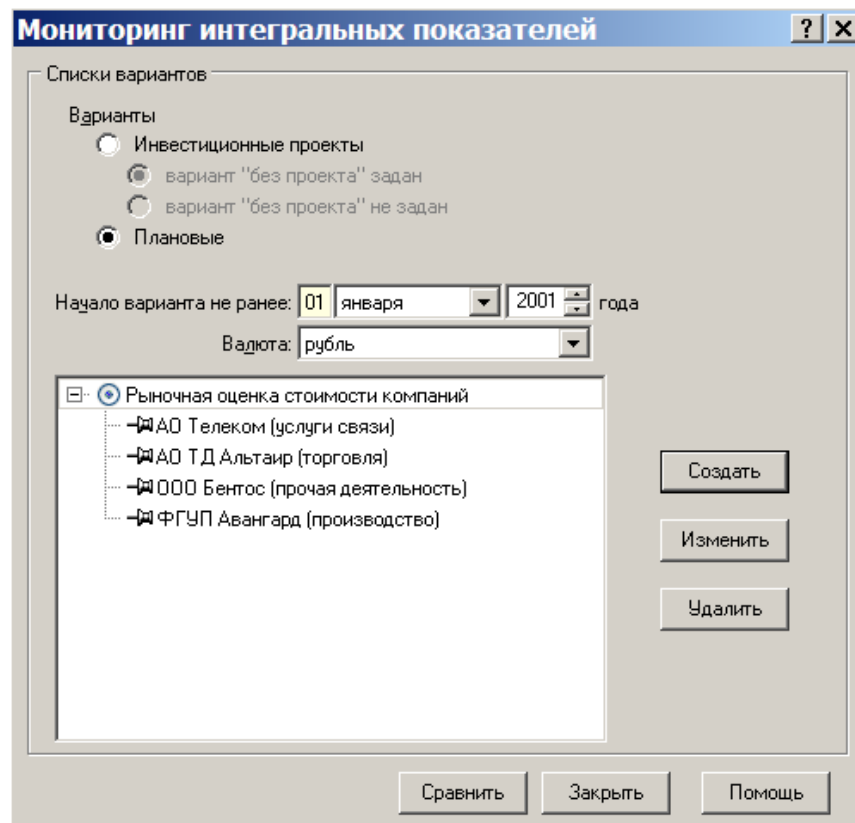 Мониторинг интегральных показателей
Списки вариантов
Варианты
Инвестиционные проекты
вариант "без проекта" задан
вариант "без проекта" не задан
Плановые
Начало варианта не ранее: 01 января 2001 года
Валюта: рубль
Рыночная оценка стоимости компаний
АО Телеком (услуги связи)
АО ТД Альтаир (торговля)
ООО Бентос (прочая деятельность)
ФГУП Авангард (производство)
Создать
Изменить
Удалить
Сравнить Закрыть Помощь